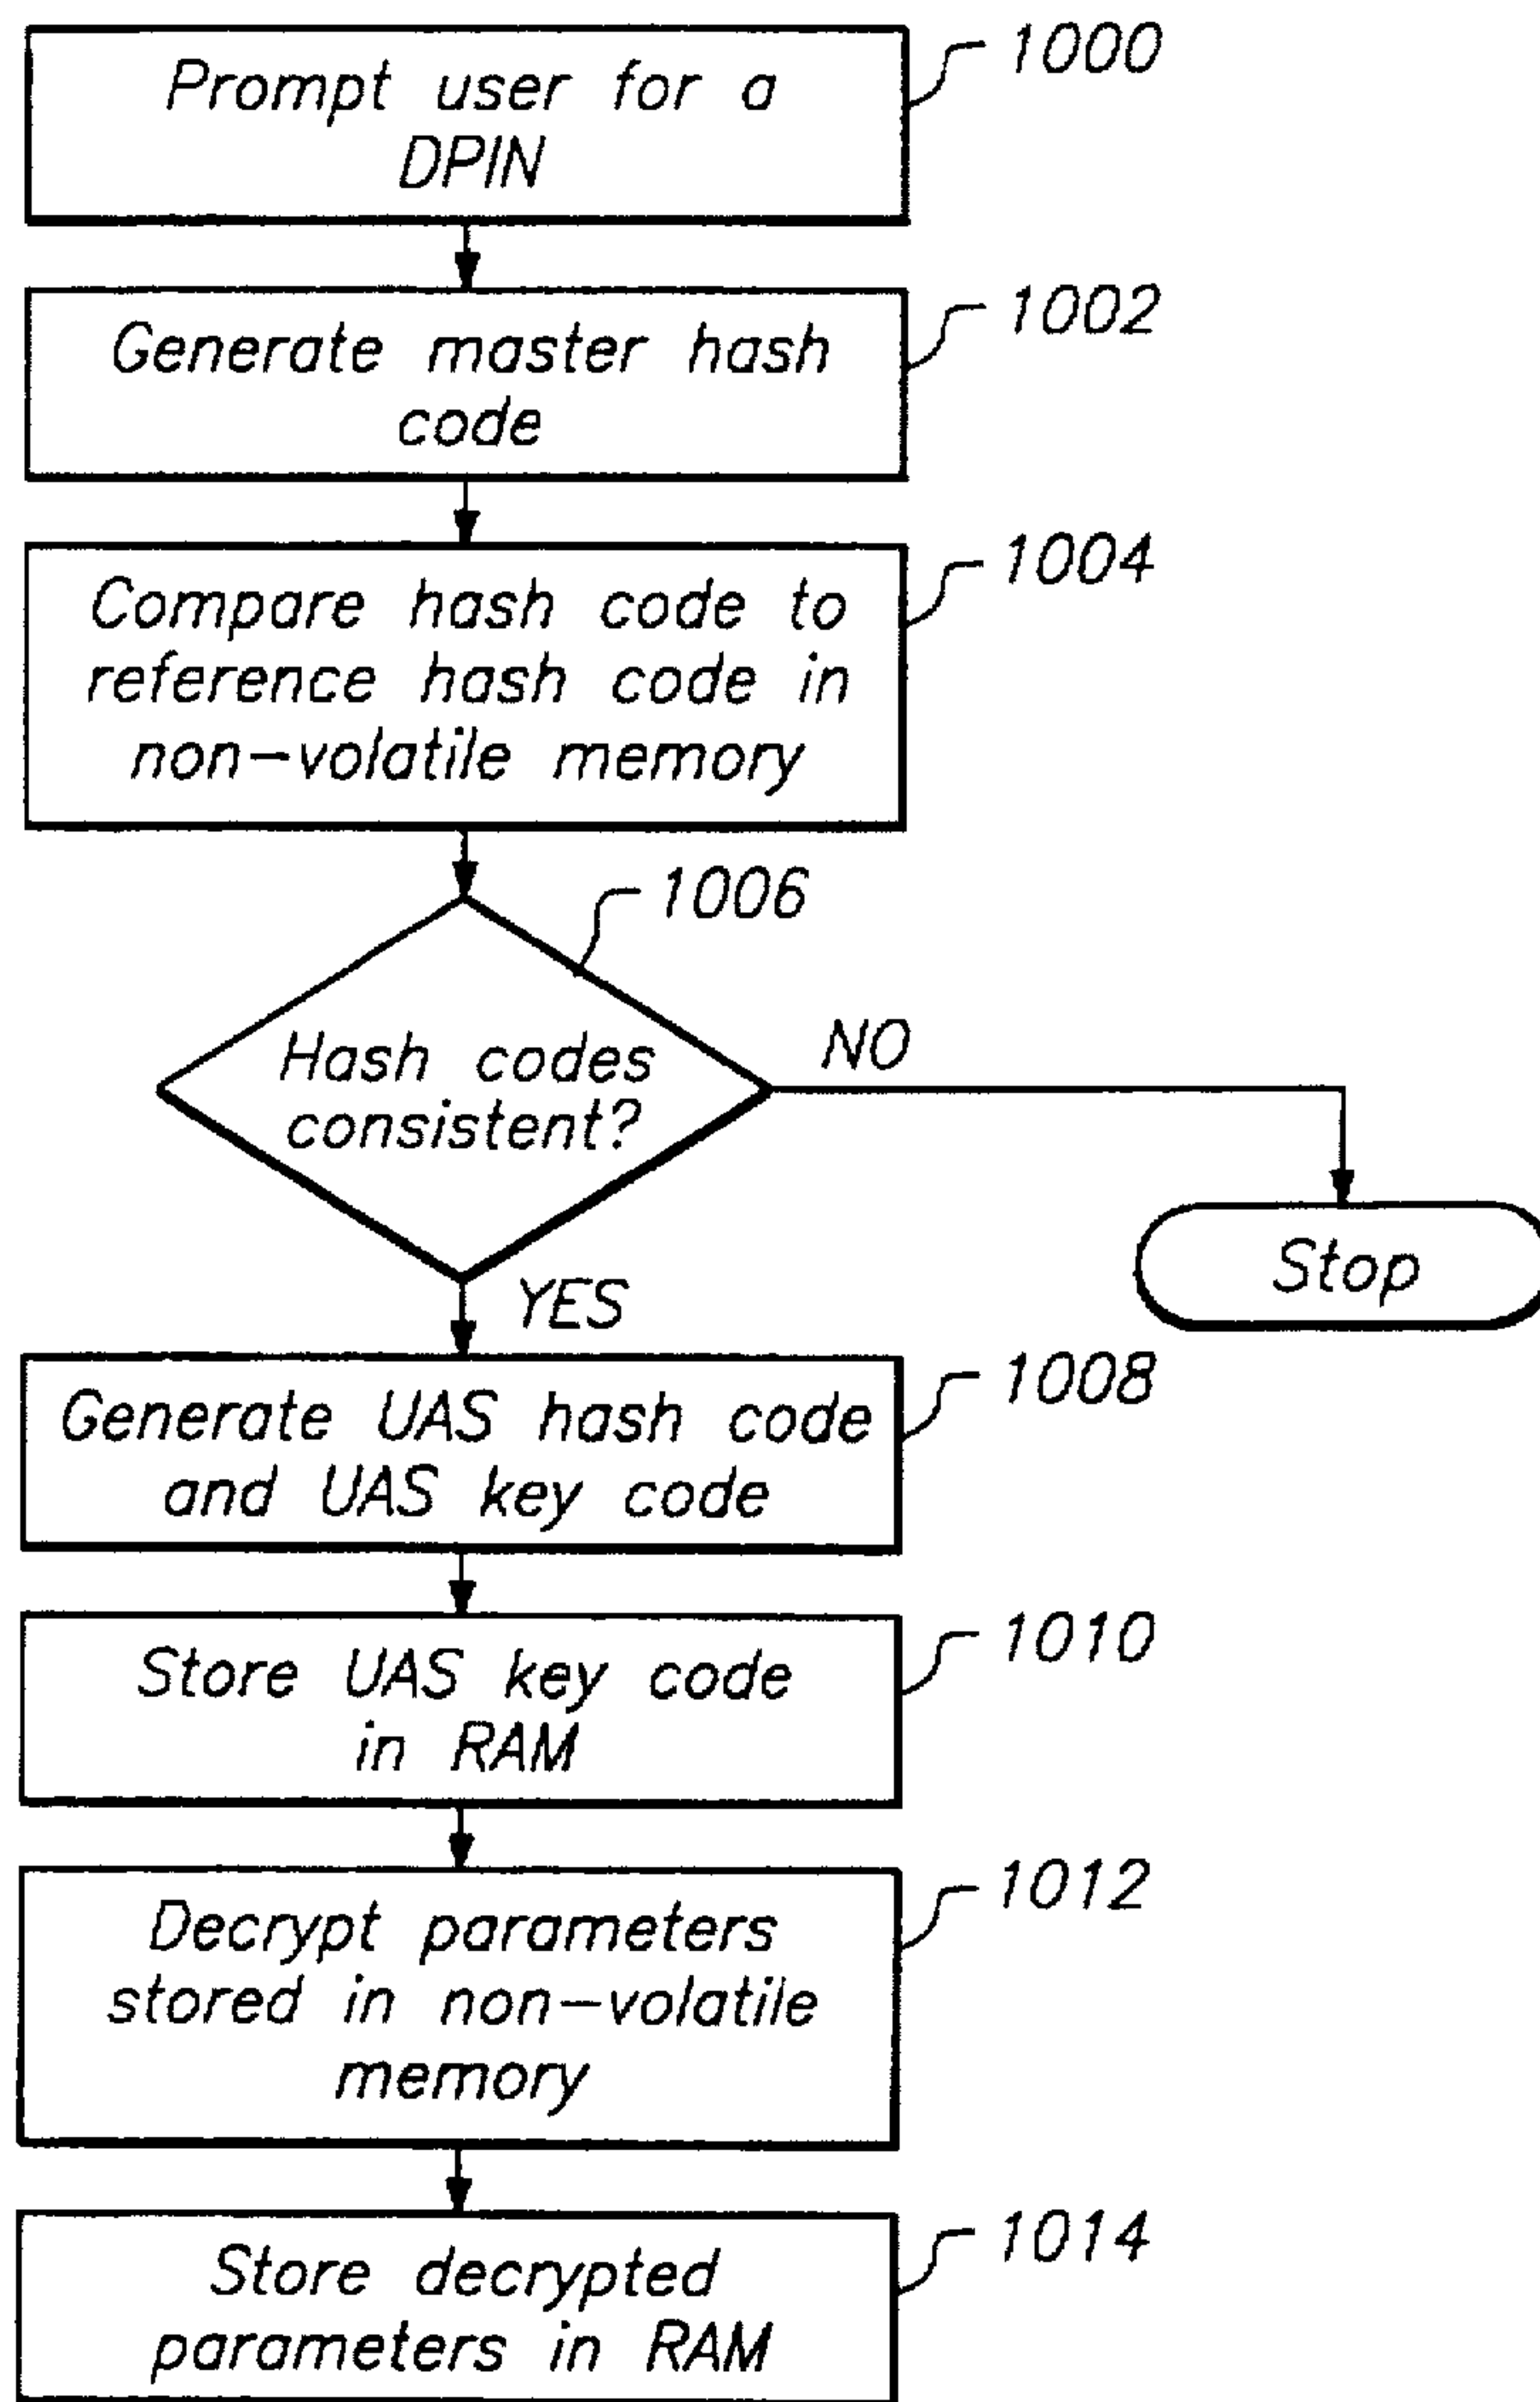 Prompt user for a
DPIN
1000
Generate master hash
code
1002
Compare hash code to
reference hash code in
non-volatile memory
1004
1006
Hash codes
consistent?
NO
Stop
YES
Generate UAS hash code
and UAS key code
1008
Store UAS key code
in RAM
1010
Decrypt parameters
stored in non-volatile
memory
1012
Store decrypted
parameters in RAM
1014